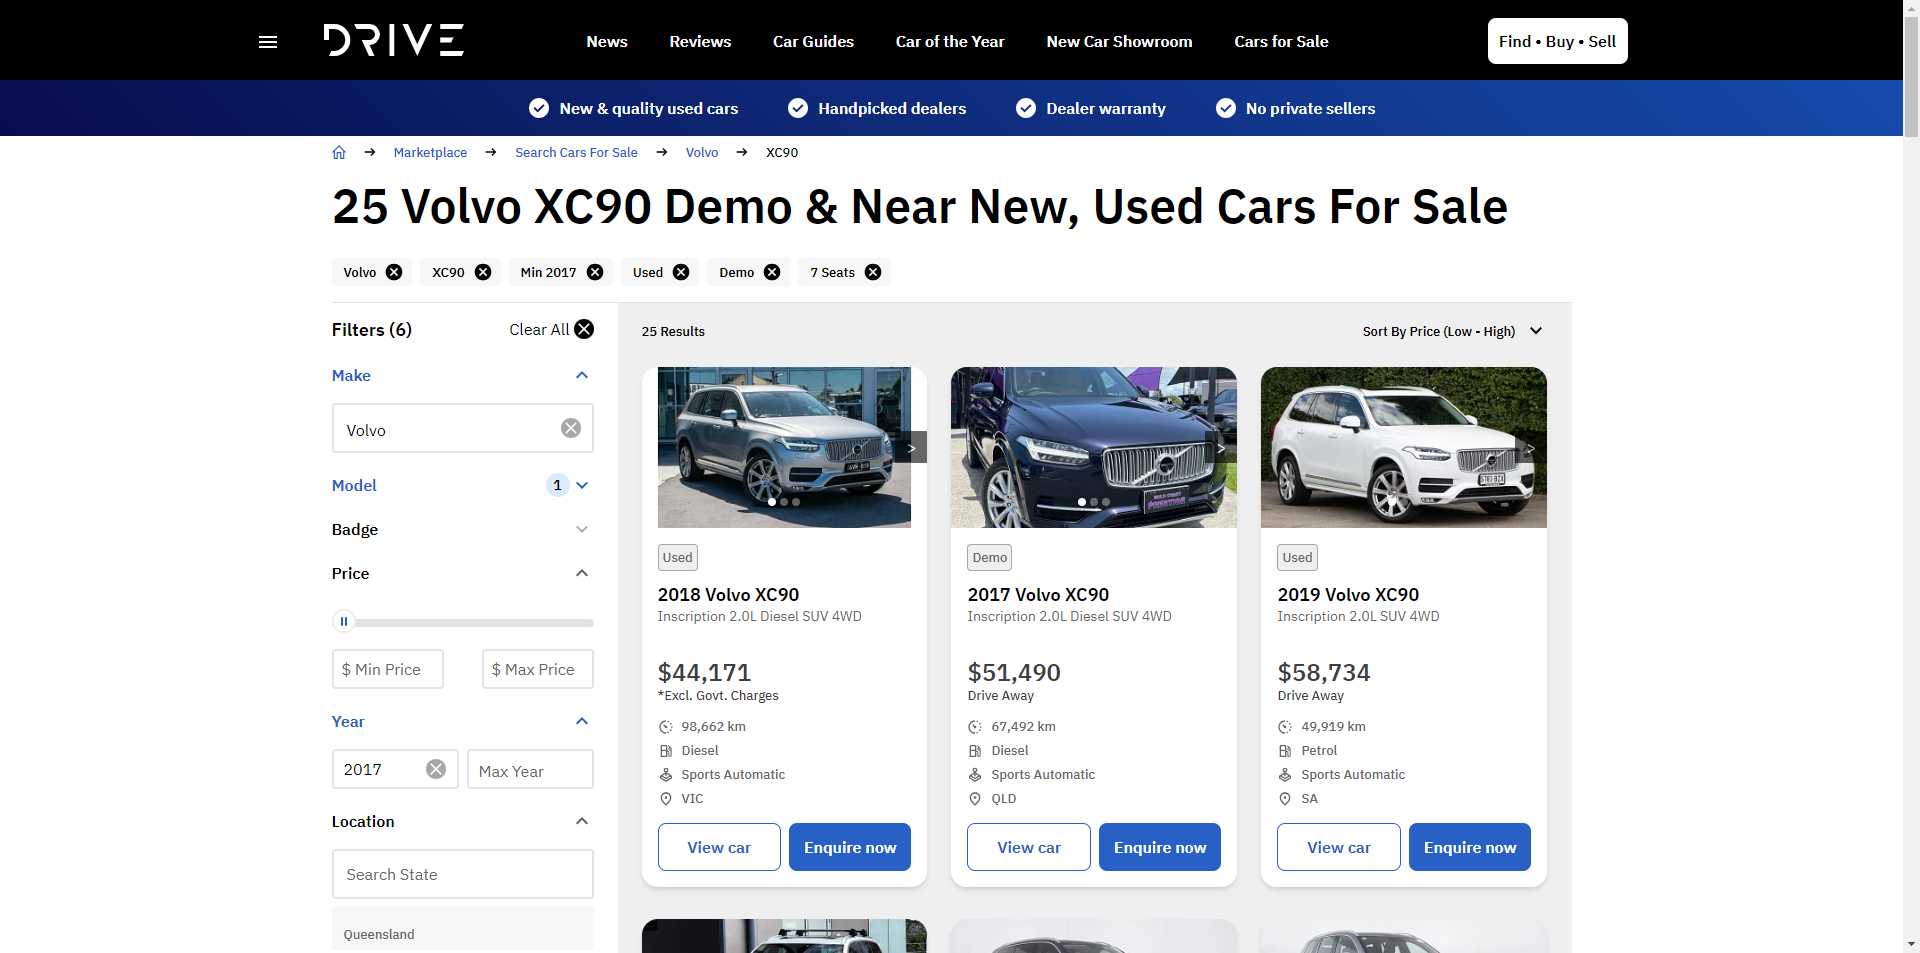 DRIVE
News Reviews Car Guides Car of the Year New Car Showroom Cars for Sale
Find • Buy • Sell
New & quality used cars Handpicked dealers Dealer warranty No private sellers
Marketplace → Search Cars For Sale → Volvo → XC90
25 Volvo XC90 Demo & Near New, Used Cars For Sale
Volvo XC90 Min 2017 Used Demo 7 Seats
Filters (6) Clear All
Make
Volvo
Model 1
Badge
Price
$ Min Price $ Max Price
Year
2017 Max Year
Location
Search State
Queensland
25 Results
Sort By Price (Low - High)
Used
2018 Volvo XC90
Inscription 2.0L Diesel SUV 4WD
$44,171
*Excl. Govt. Charges
98,662 km
Diesel
Sports Automatic
VIC
View car Enquire now
Demo
2017 Volvo XC90
Inscription 2.0L Diesel SUV 4WD
$51,490
Drive Away
67,492 km
Diesel
Sports Automatic
QLD
View car Enquire now
Used
2019 Volvo XC90
Inscription 2.0L SUV 4WD
$58,734
Drive Away
49,919 km
Petrol
Sports Automatic
SA
View car Enquire now